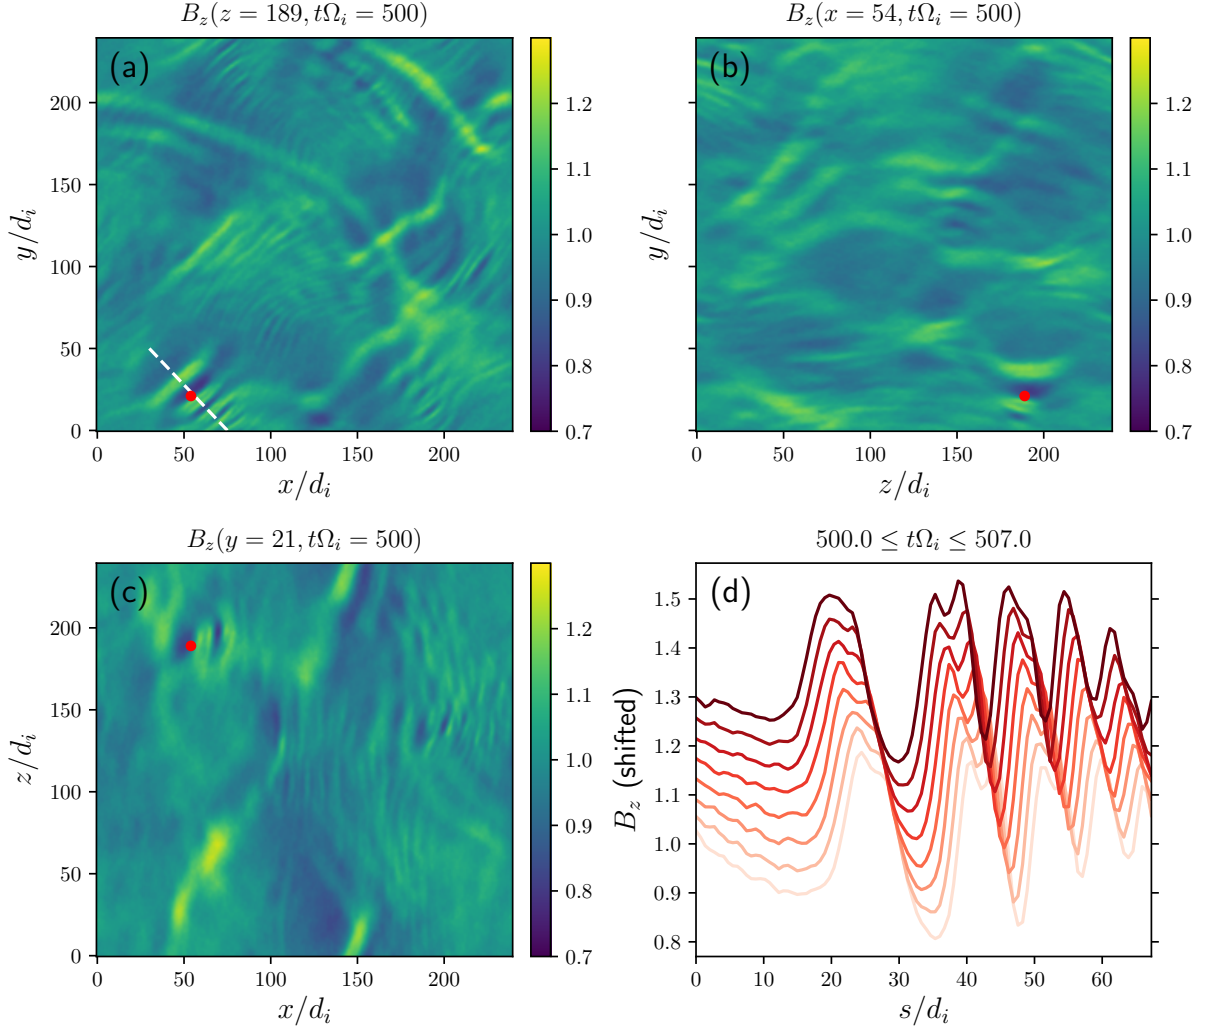 B_z(z = 189, tΩ_i = 500)
(a)
y/d_i
200
150
100
50
0
0 50 100 150 200
x/d_i
1.2
1.1
1.0
0.9
0.8
0.7
B_z(x = 54, tΩ_i = 500)
(b)
y/d_i
200
150
100
50
0
0 50 100 150 200
z/d_i
1.2
1.1
1.0
0.9
0.8
0.7
B_z(y = 21, tΩ_i = 500)
(c)
z/d_i
200
150
100
50
0
0 50 100 150 200
x/d_i
1.2
1.1
1.0
0.9
0.8
0.7
500.0 ≤ tΩ_i ≤ 507.0
(d)
B_z (shifted)
1.5
1.4
1.3
1.2
1.1
1.0
0.9
0.8
0 10 20 30 40 50 60
s/d_i